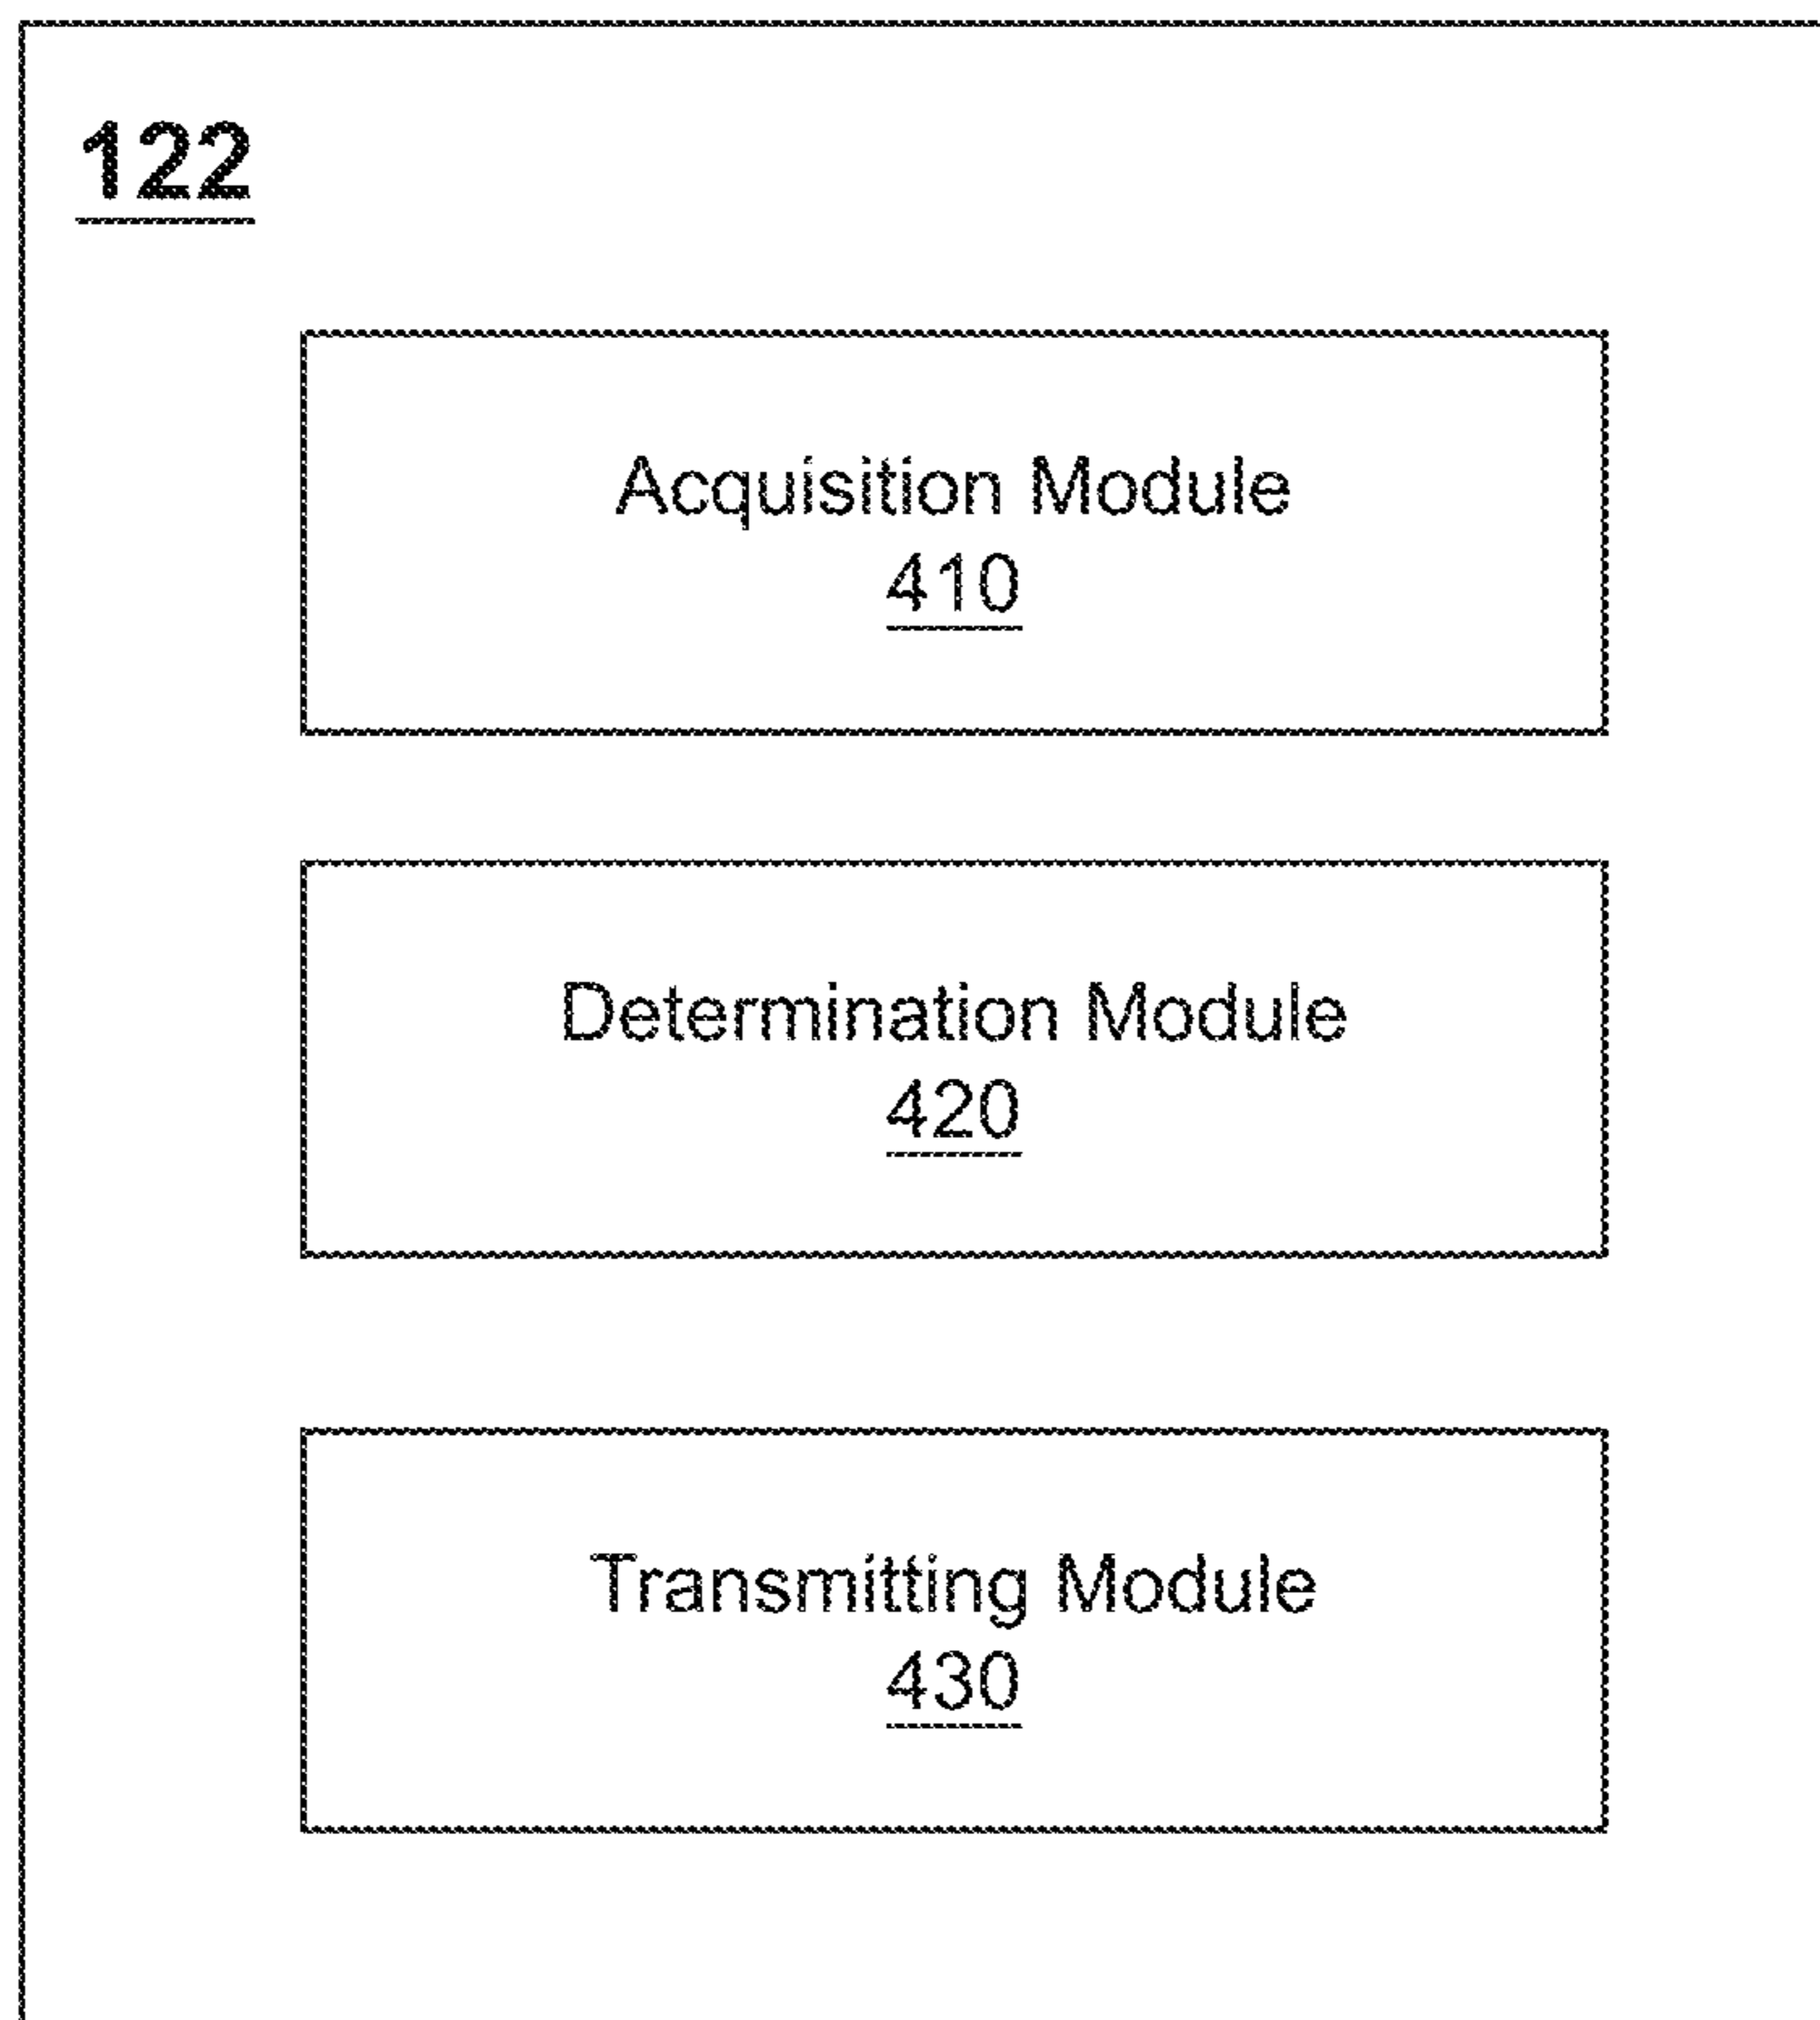 122
Acquisition Module
410
Determination Module
420
Transmitting Module
430